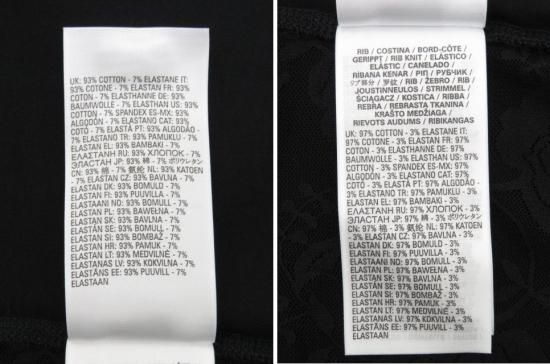 UK: 93% COTTON - 7% ELASTANE IT:
93% COTONE - 7% ELASTAN FR: 93%
COTON - 7% ELASTHANNE DE: 93%
BAUMWOLLE - 7% ELASTHAN US: 93%
COTTON - 7% SPANDEX ES-MX: 93%
ALGODÓN - 7% ELASTANO CAT: 93%
COTÓ - 7% ELASTÀ PT: 93% ALGODÃO -
7% ELASTANO TR: 93% PAMUKLU - 7%
ELASTAN EL: 93% BAMBAKI - 7%
ΕΛΑΣΤΑΝΗ RU: 93% ХЛОПОК - 7%
ЭЛАСТАН JP: 93% 綿 - 7% ポリウレタン
CN: 93% 棉 - 7% 氨纶 NL: 93% KATOEN
- 7% ELASTAN CZ: 93% BAVLNA - 7%
ELASTAN DK: 93% BOMULD - 7%
ELASTAN FI: 93% PUUVILLA - 7%
ELASTAANI NO: 93% BOMULL - 7%
ELASTAN PL: 93% BAWEŁNA - 7%
ELASTAN SK: 93% BAVLNA - 7%
ELASTAN SE: 93% BOMULL - 7%
ELASTAN SI: 93% BOMBAŽ - 7%
ELASTAN HR: 93% PAMUK - 7%
ELASTAN LT: 93% MEDVILNĖ - 7%
ELASTANAS LV: 93% KOKVILNA - 7%
ELASTĀNS EE: 93% PUUVILL - 7%
ELASTAAN
RIB / COSTINA / BORD-CÔTE /
GERIPPT / RIB KNIT / ELÁSTICO /
ELÀSTIC / CANELADO /
RİBANA KENAR / ΡΙΠ / РУБЧИК /
リブ部分 / 罗纹 / RIB / ŽEBRO / RIB /
JOUSTINNEULOS / STRIMMEL /
ŚCIĄGACZ / KOSTICA / RIBBA /
REBRA / REBRASTA TKANINA /
KRAŠTO MEDŽIAGA /
RIEVOTS AUDUMS / RIBIKANGAS
UK: 97% COTTON - 3% ELASTANE IT:
97% COTONE - 3% ELASTAN FR: 97%
COTON - 3% ELASTHANNE DE: 97%
BAUMWOLLE - 3% ELASTHAN US: 97%
COTTON - 3% SPANDEX ES-MX: 97%
ALGODÓN - 3% ELASTANO CAT: 97%
COTÓ - 3% ELASTÀ PT: 97% ALGODÃO -
3% ELASTANO TR: 97% PAMUKLU - 3%
ELASTAN EL: 97% BAMBAKI - 3%
ΕΛΑΣΤΑΝΗ RU: 97% ХЛОПОК - 3%
ЭЛАСТАН JP: 97% 綿 - 3% ポリウレタン
CN: 97% 棉 - 3% 氨纶 NL: 97% KATOEN
- 3% ELASTAN CZ: 97% BAVLNA - 3%
ELASTAN DK: 97% BOMULD - 3%
ELASTAN FI: 97% PUUVILLA - 3%
ELASTAANI NO: 97% BOMULL - 3%
ELASTAN PL: 97% BAWEŁNA - 3%
ELASTAN SK: 97% BAVLNA - 3%
ELASTAN SE: 97% BOMULL - 3%
ELASTAN SI: 97% BOMBAŽ - 3%
ELASTAN HR: 97% PAMUK - 3%
ELASTAN LT: 97% MEDVILNĖ - 3%
ELASTANAS LV: 97% KOKVILNA - 3%
ELASTĀNS EE: 97% PUUVILL - 3%
ELASTAAN